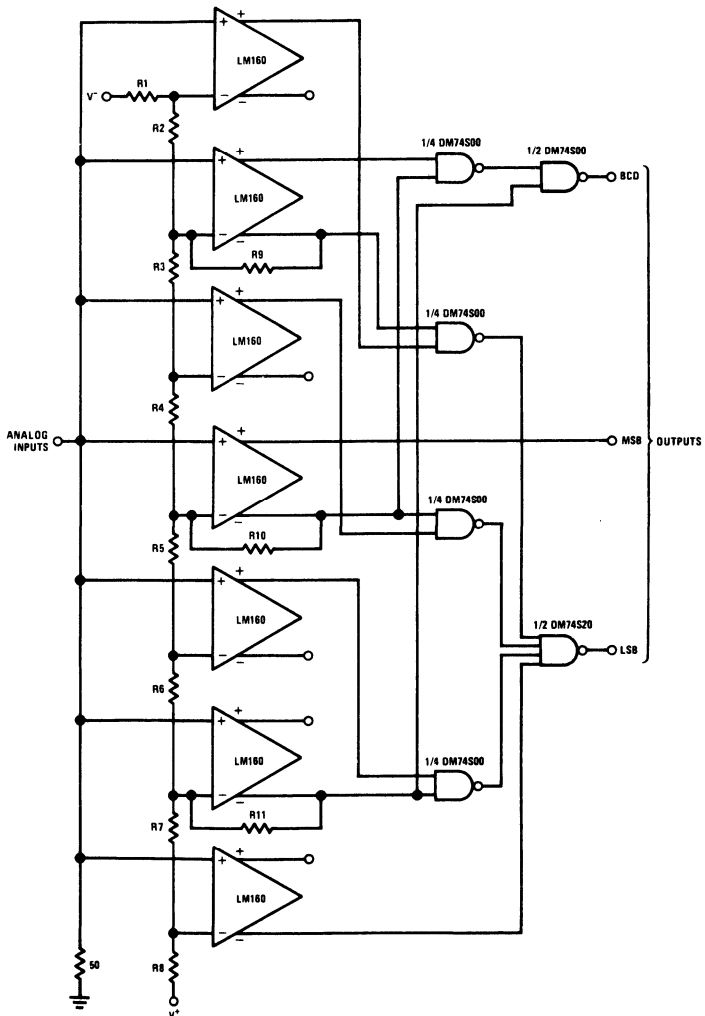 + +
LM160
R1
V⁻
− −
R2
1/4 DM74S00
1/2 DM74S00
+ +
BCD
LM160
− −
R9
R3
1/4 DM74S00
+ +
LM160
− −
R4
ANALOG
INPUTS
+ +
MSB
OUTPUTS
LM160
1/4 DM74S00
− −
R10
R5
+ +
LM160
1/2 DM74S20
LSB
− −
R6
+ +
LM160
1/4 DM74S00
− −
R11
R7
+ +
LM160
− −
50
R8
V⁺